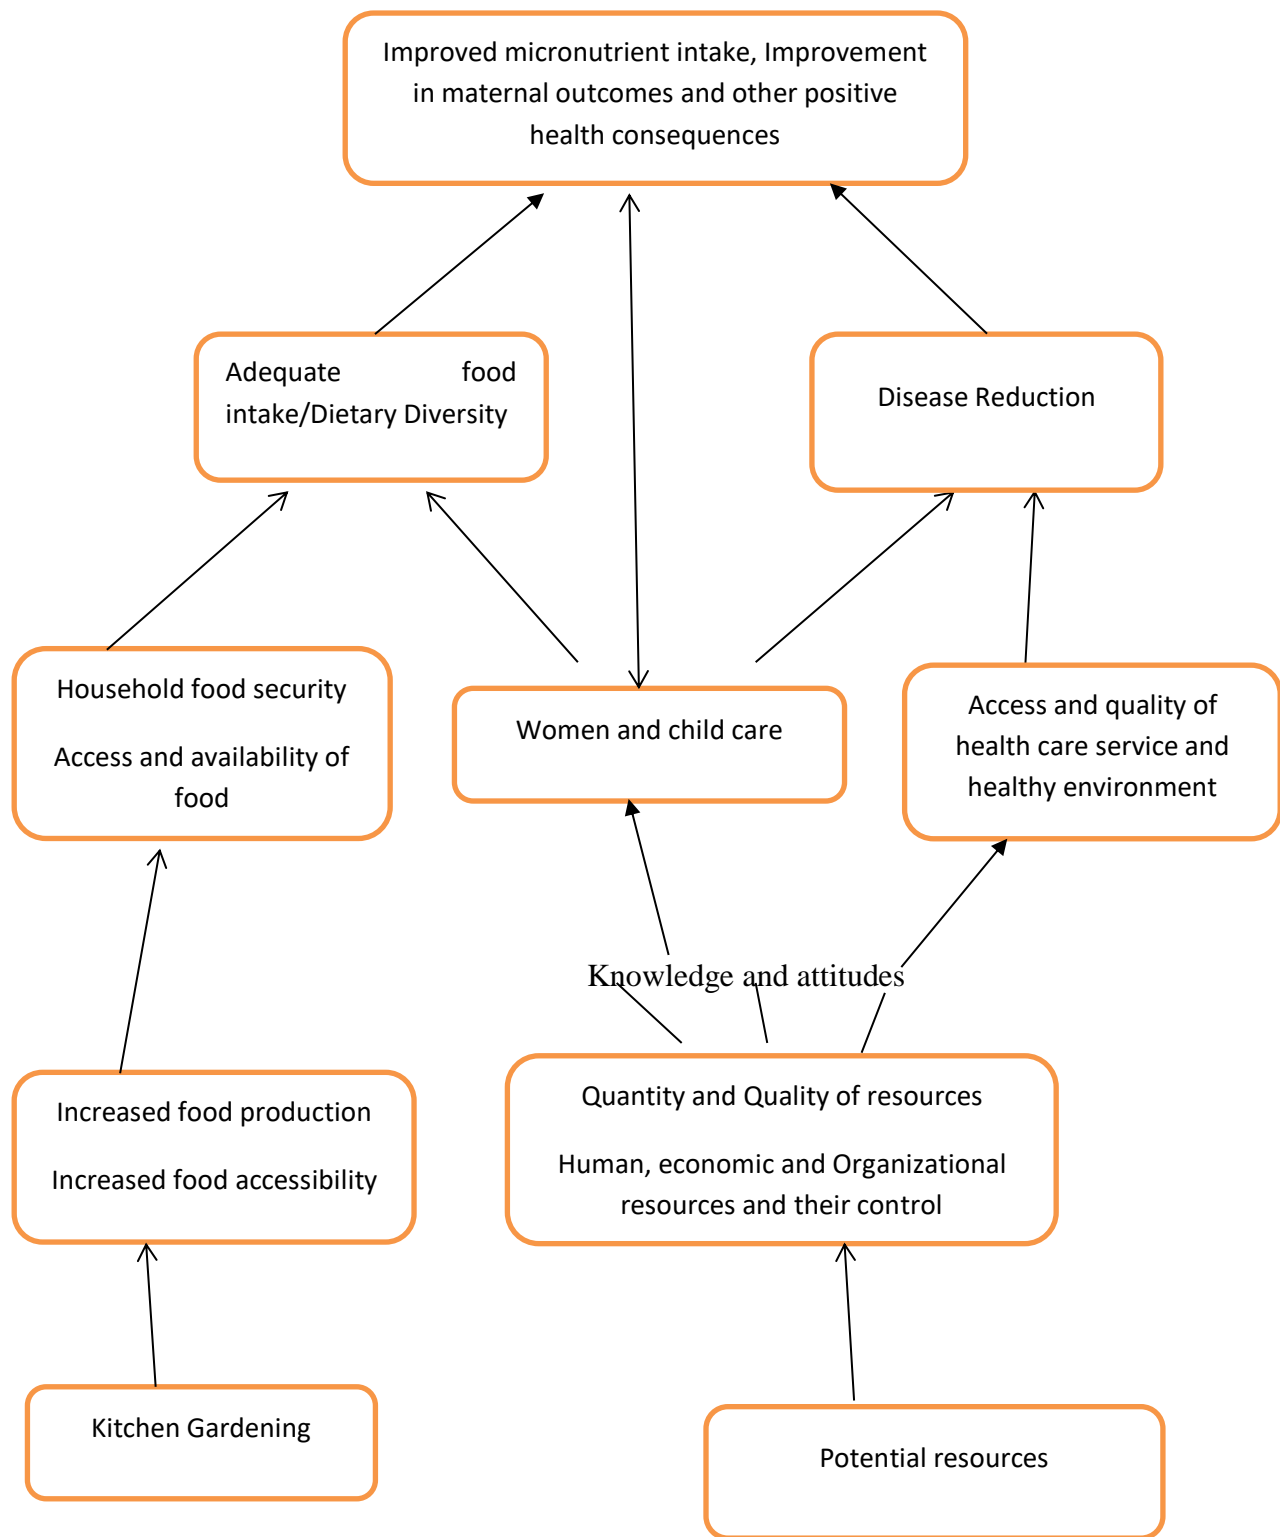 Improved micronutrient intake, Improvement
in maternal outcomes and other positive
health consequences
Adequate food
intake/Dietary Diversity
Disease Reduction
Household food security
Access and availability of
food
Women and child care
Access and quality of
health care service and
healthy environment
Knowledge and attitudes
Increased food production
Increased food accessibility
Quantity and Quality of resources
Human, economic and Organizational
resources and their control
Kitchen Gardening
Potential resources